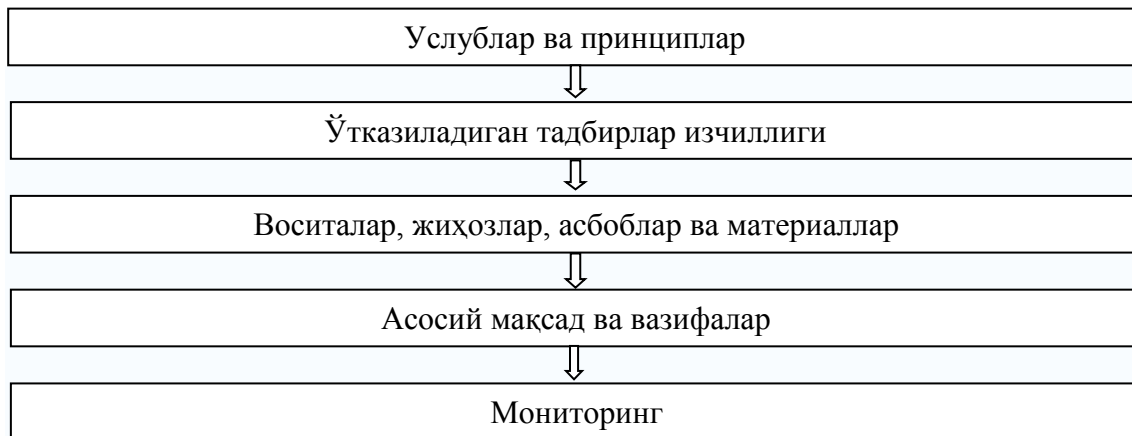 Услублар ва принциплар
Ўтказиладиган тадбирлар изчиллиги
Воситалар, жиҳозлар, асбоблар ва материаллар
Асосий мақсад ва вазифалар
Мониторинг